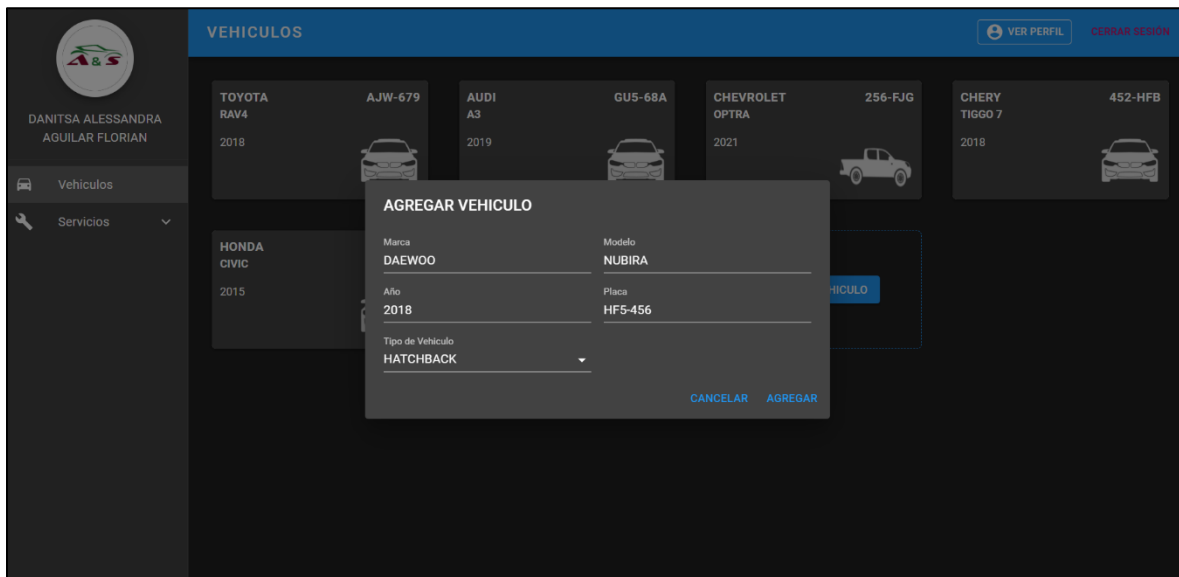 A & S
DANITSA ALESSANDRA
AGUILAR FLORIAN
Vehiculos
Servicios
VEHICULOS
VER PERFIL
CERRAR SESIÓN
TOYOTA AJW-679
RAV4
2018
AUDI GU5-68A
A3
2019
CHEVROLET 256-FJG
OPTRA
2021
CHERY 452-HFB
TIGGO 7
2018
HONDA
CIVIC
2015
AGREGAR VEHICULO
Marca
DAEWOO
Modelo
NUBIRA
Año
2018
Placa
HF5-456
Tipo de Vehículo
HATCHBACK
CANCELAR AGREGAR
HICULO